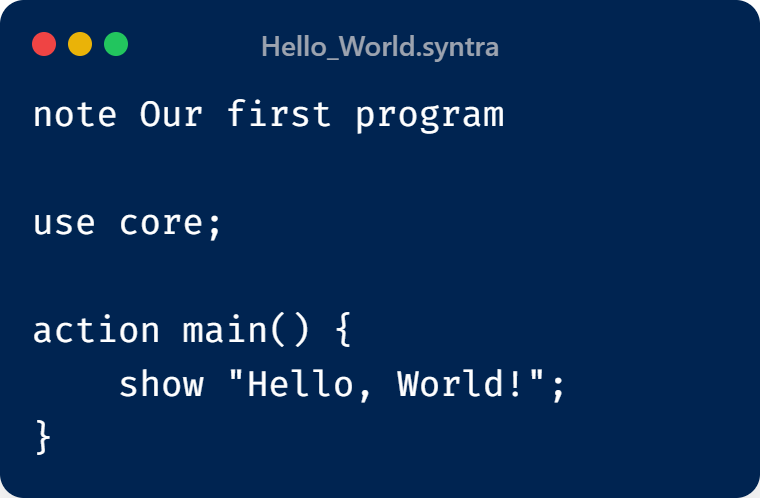 Hello_World.syntra
note Our first program
use core;
action main() {
    show "Hello, World!";
}